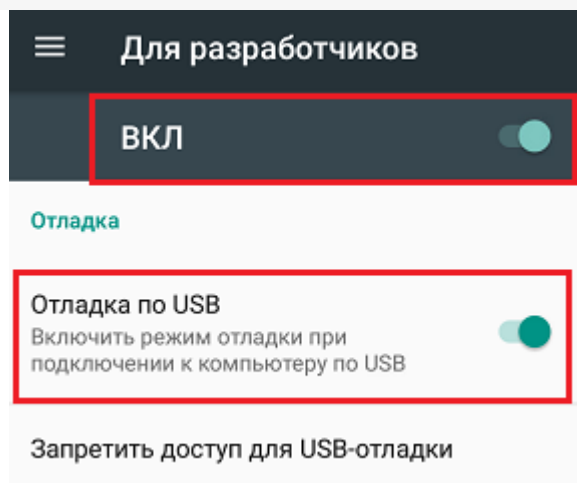 Для разработчиков
ВКЛ
Отладка
Отладка по USB
Включить режим отладки при
подключении к компьютеру по USB
Запретить доступ для USB-отладки